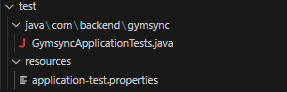 test
java\com\backend\gymsync
GymsyncApplicationTests.java
resources
application-test.properties